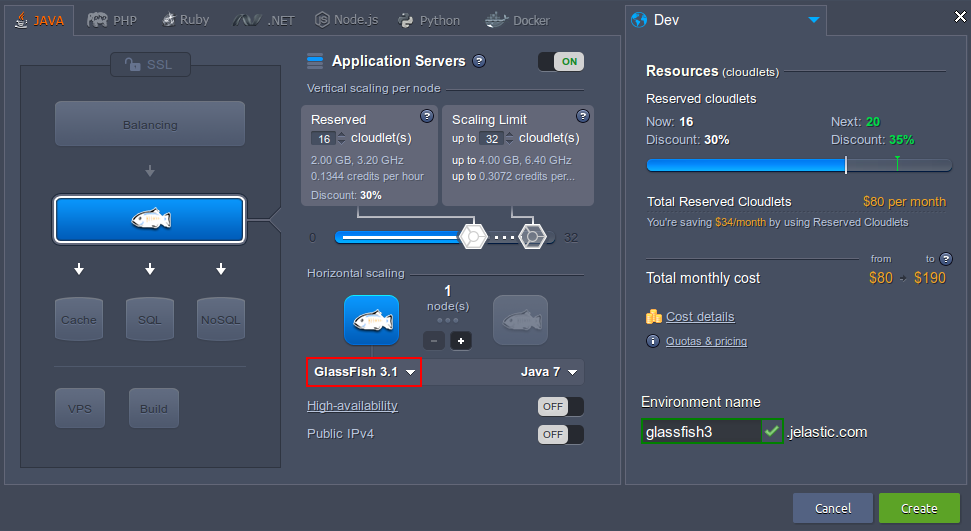 JAVA PHP Ruby .NET Node.js Python Docker
SSL
Balancing
Cache SQL NoSQL
VPS Build
Application Servers ? ON
Vertical scaling per node
Reserved ?
16 cloudlet(s)
2.00 GB, 3.20 GHz
0.1344 credits per hour
Discount: 30%
Scaling Limit ?
up to 32 cloudlet(s)
up to 4.00 GB, 6.40 GHz
up to 0.3072 credits per...
0 32
Horizontal scaling
1
node(s)
- +
GlassFish 3.1 Java 7
High-availability OFF
Public IPv4 OFF
Dev
Resources (cloudlets)
Reserved cloudlets
Now: 16 Next: 20
Discount: 30% Discount: 35%
Total Reserved Cloudlets $80 per month
You're saving $34/month by using Reserved Cloudlets
from to ?
Total monthly cost $80 → $190
Cost details
Quotas & pricing
Environment name
glassfish3 .jelastic.com
Cancel Create